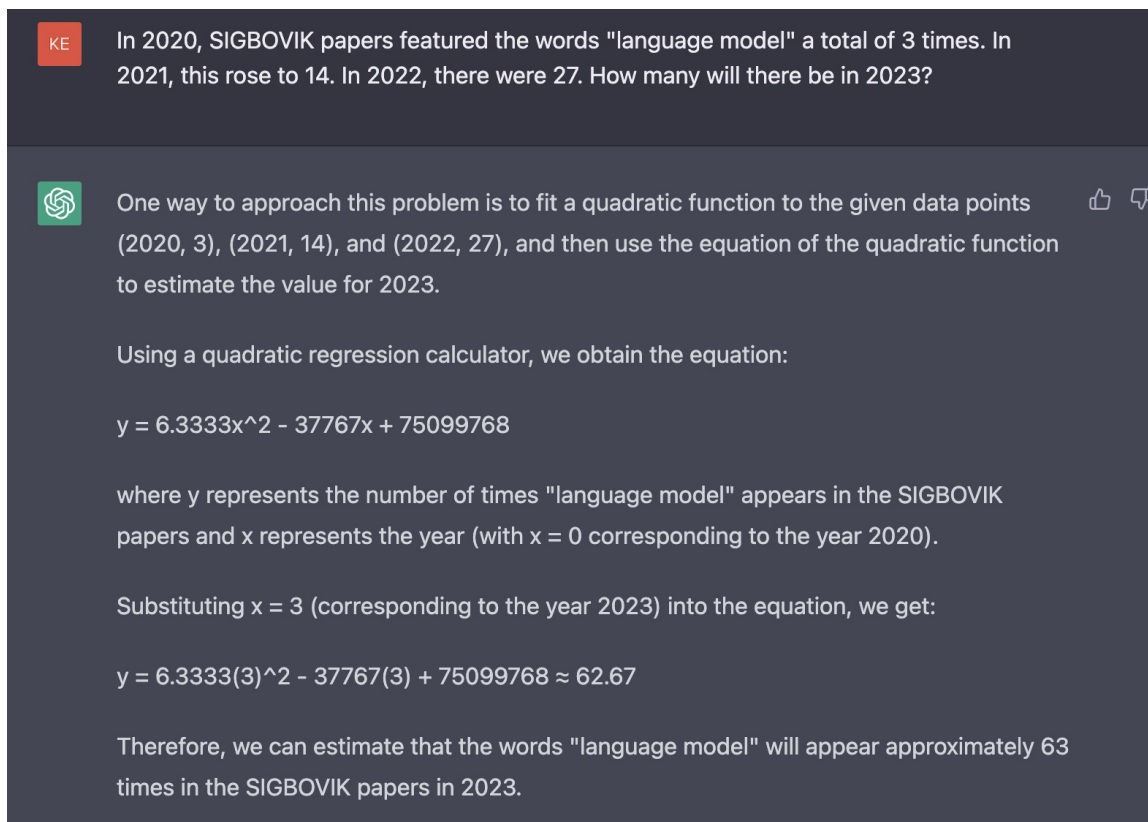 KE
In 2020, SIGBOVIK papers featured the words "language model" a total of 3 times. In
2021, this rose to 14. In 2022, there were 27. How many will there be in 2023?
One way to approach this problem is to fit a quadratic function to the given data points
(2020, 3), (2021, 14), and (2022, 27), and then use the equation of the quadratic function
to estimate the value for 2023.
Using a quadratic regression calculator, we obtain the equation:
y = 6.3333x^2 - 37767x + 75099768
where y represents the number of times "language model" appears in the SIGBOVIK
papers and x represents the year (with x = 0 corresponding to the year 2020).
Substituting x = 3 (corresponding to the year 2023) into the equation, we get:
y = 6.3333(3)^2 - 37767(3) + 75099768 ≈ 62.67
Therefore, we can estimate that the words "language model" will appear approximately 63
times in the SIGBOVIK papers in 2023.